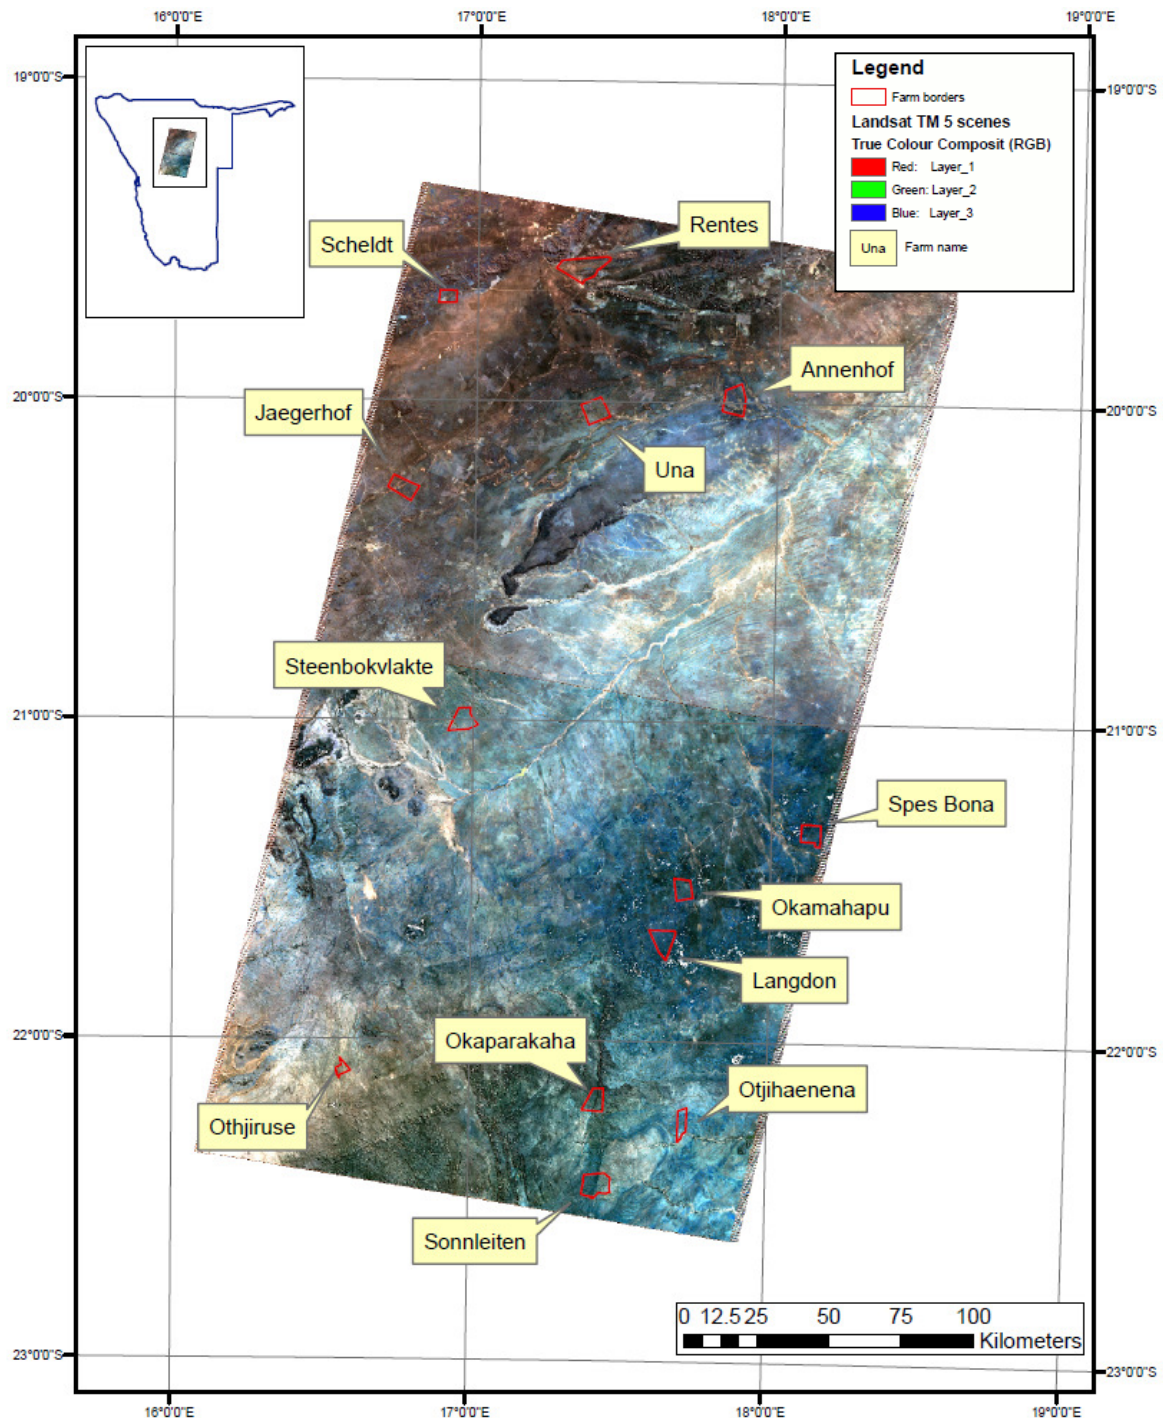 16°0'0"E
17°0'0"E
18°0'0"E
19°0'0"E
19°0'0"S
19°0'0"S
Legend
Farm borders
Landsat TM 5 scenes
True Colour Composit (RGB)
Red: Layer_1
Green: Layer_2
Blue: Layer_3
Una Farm name
Rentes
Scheldt
Annenhof
20°0'0"S
20°0'0"S
Jaegerhof
Una
Steenbokvlakte
21°0'0"S
21°0'0"S
Spes Bona
Okamahapu
Langdon
22°0'0"S
22°0'0"S
Okaparakaha
Otjihaenena
Othjiruse
Sonnleiten
0 12.5 25 50 75 100
Kilometers
23°0'0"S
23°0'0"S
16°0'0"E
17°0'0"E
18°0'0"E
19°0'0"E